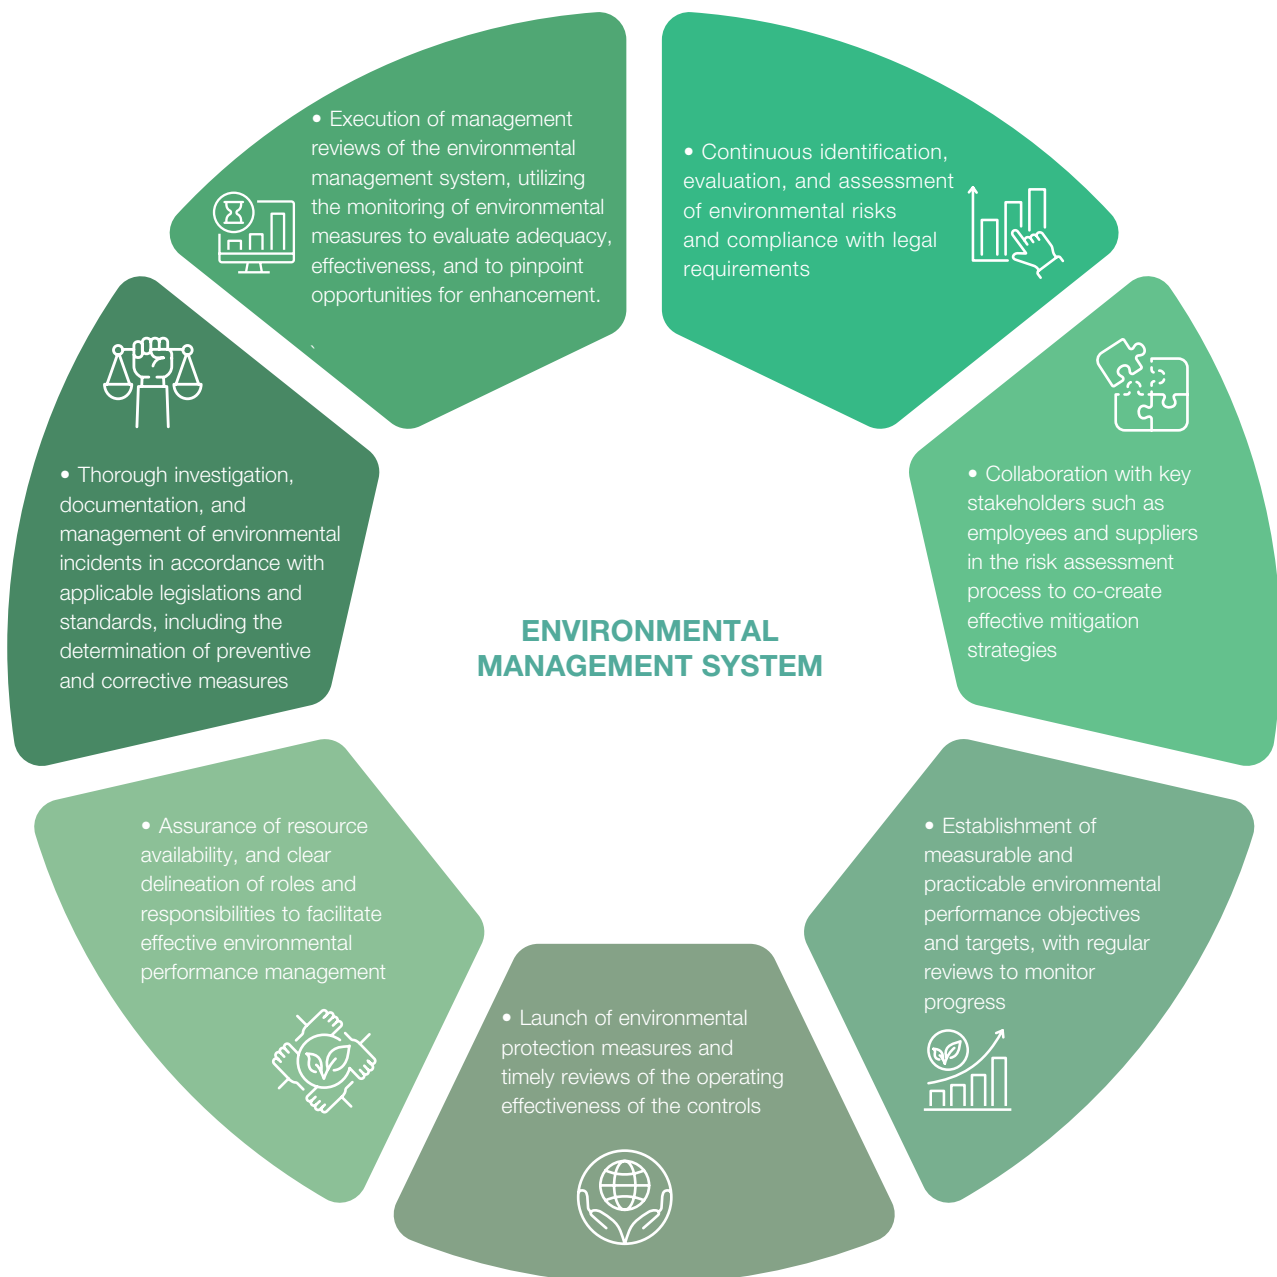 • Execution of management
reviews of the environmental
management system, utilizing
the monitoring of environmental
measures to evaluate adequacy,
effectiveness, and to pinpoint
opportunities for enhancement.
`
• Continuous identification,
evaluation, and assessment
of environmental risks
and compliance with legal
requirements
• Collaboration with key
stakeholders such as
employees and suppliers
in the risk assessment
process to co-create
effective mitigation
strategies
• Establishment of
measurable and
practicable environmental
performance objectives
and targets, with regular
reviews to monitor
progress
• Launch of environmental
protection measures and
timely reviews of the operating
effectiveness of the controls
• Assurance of resource
availability, and clear
delineation of roles and
responsibilities to facilitate
effective environmental
performance management
• Thorough investigation,
documentation, and
management of environmental
incidents in accordance with
applicable legislations and
standards, including the
determination of preventive
and corrective measures
ENVIRONMENTAL
MANAGEMENT SYSTEM